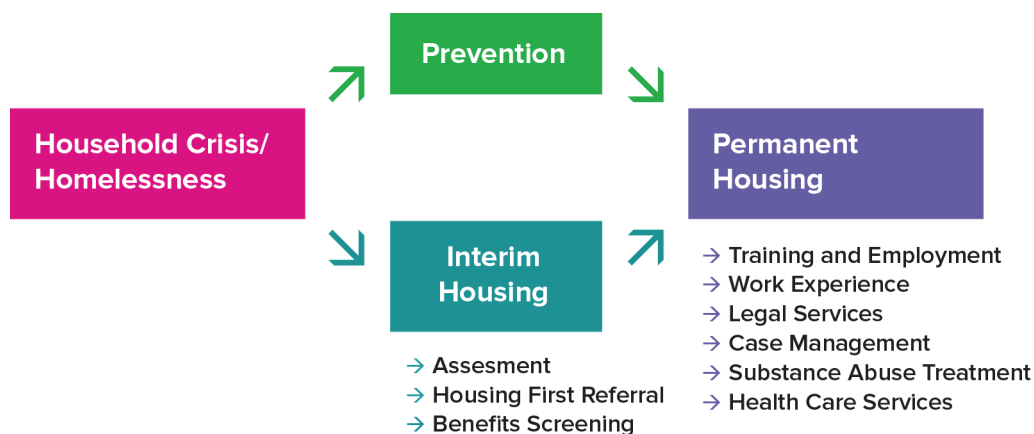 Prevention
Household Crisis/
Homelessness
Permanent
Housing
Interim
Housing
→ Assesment
→ Housing First Referral
→ Benefits Screening
→ Training and Employment
→ Work Experience
→ Legal Services
→ Case Management
→ Substance Abuse Treatment
→ Health Care Services